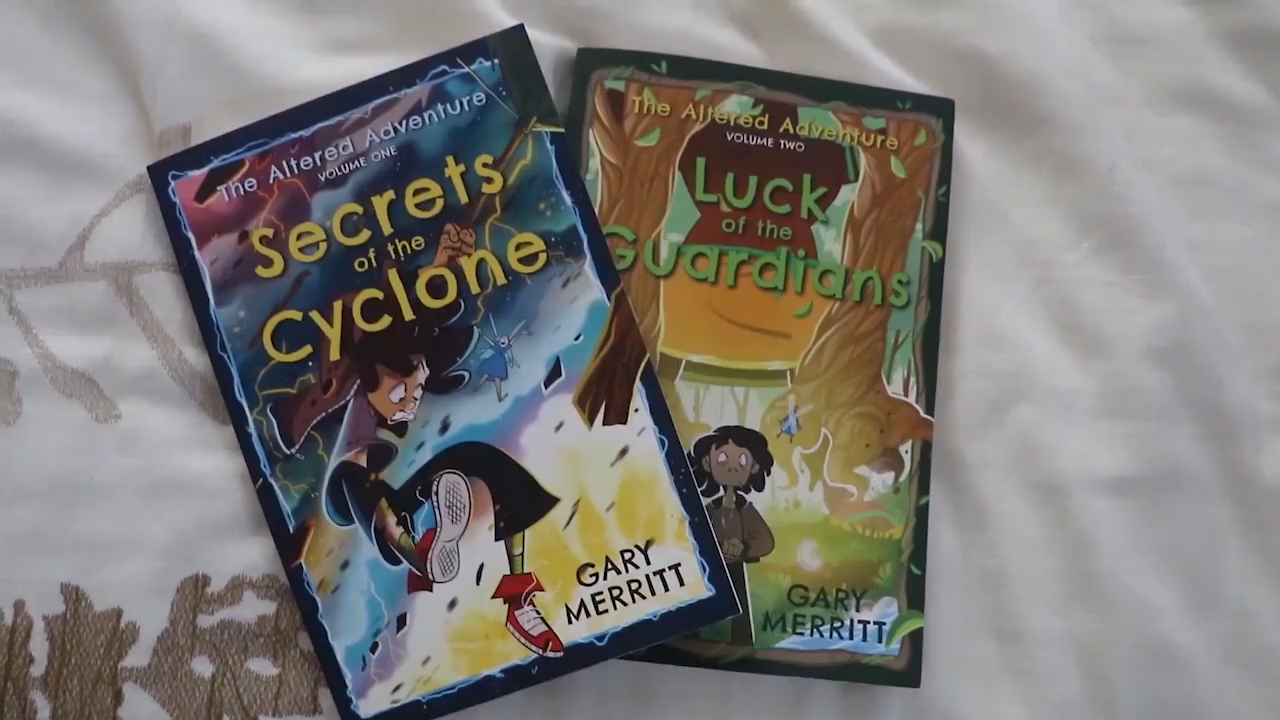 The Altered Adventure
VOLUME ONE
Secrets
of the
Cyclone
GARY
MERRITT
The Altered Adventure
VOLUME TWO
Luck
of the
Guardians
GARY
MERRITT